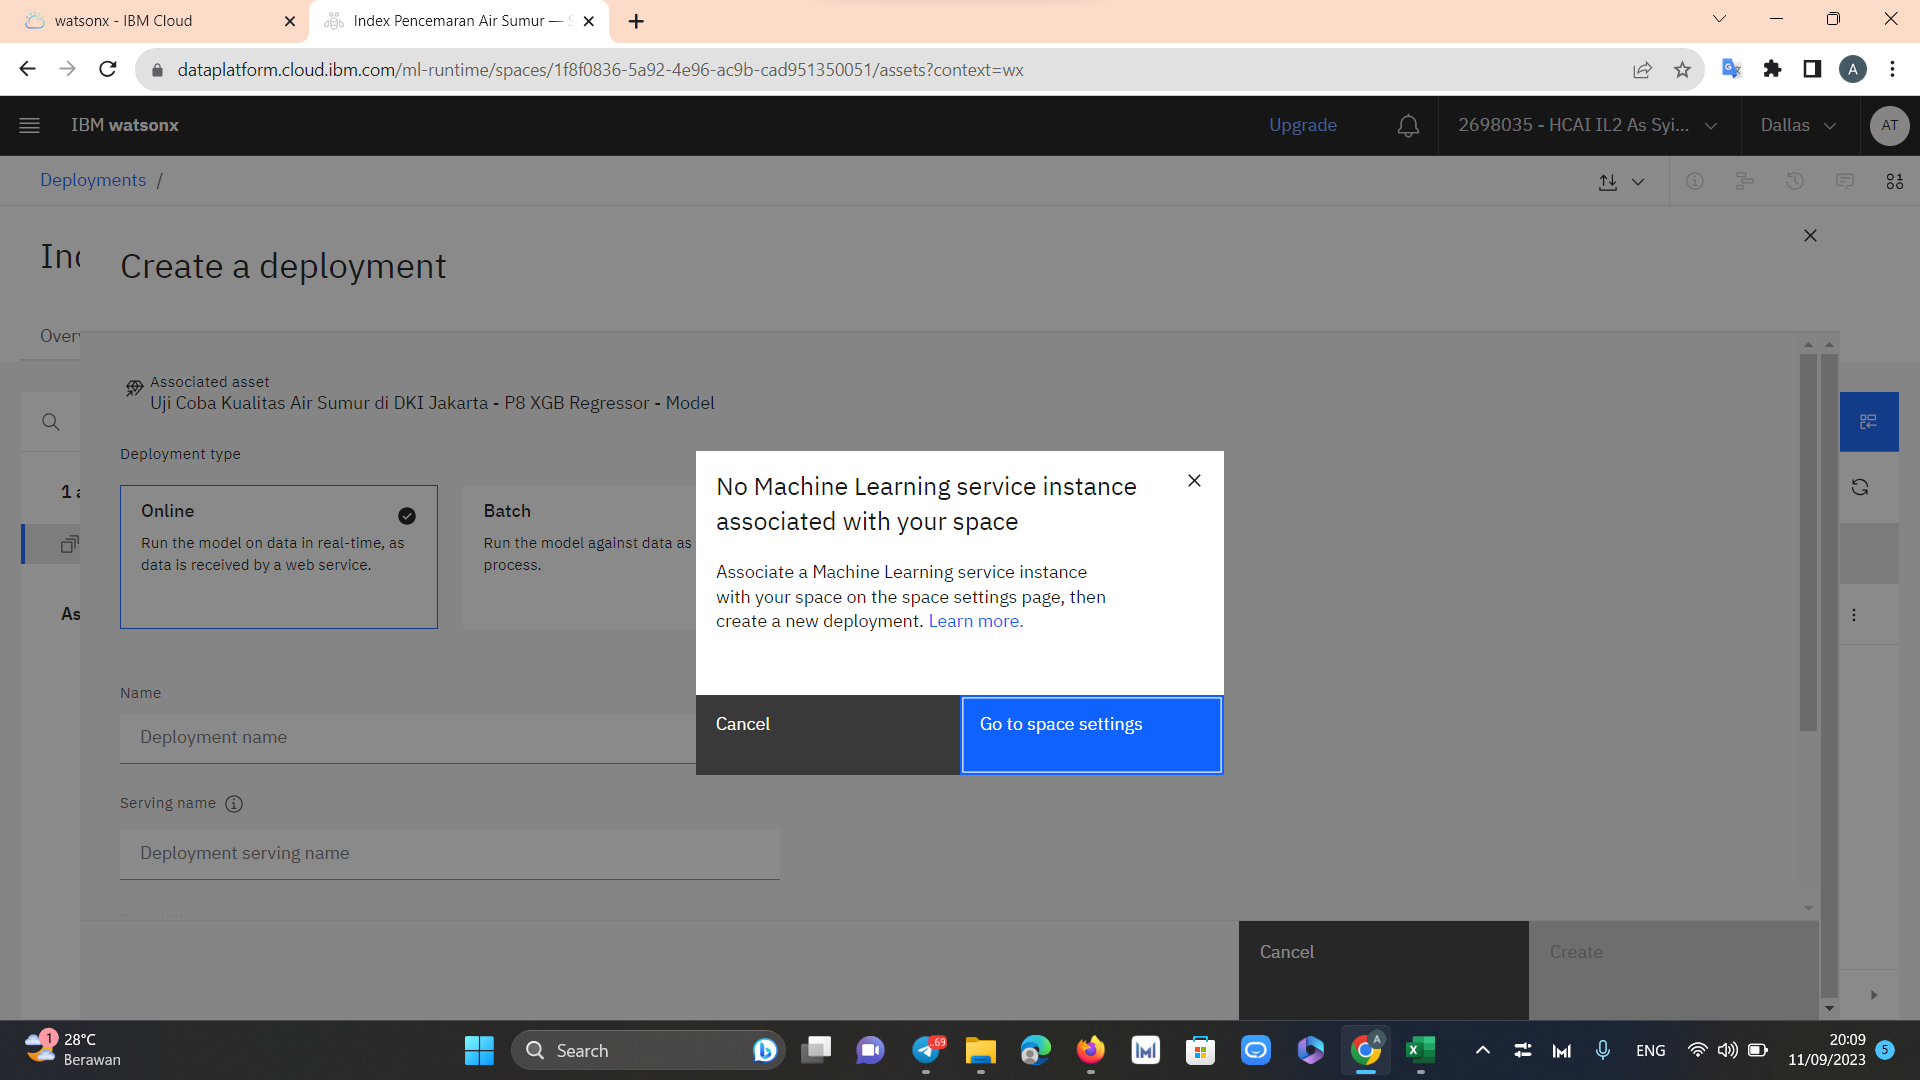 watsonx - IBM Cloud
Index Pencemaran Air Sumur —
dataplatform.cloud.ibm.com/ml-runtime/spaces/1f8f0836-5a92-4e96-ac9b-cad951350051/assets?context=wx
A
IBM watsonx
Upgrade
2698035 - HCAI IL2 As Syi...
Dallas
AT
Deployments /
Create a deployment
Over
Associated asset
Uji Coba Kualitas Air Sumur di DKI Jakarta - P8 XGB Regressor - Model
Deployment type
1 a
Online
Run the model on data in real-time, as
data is received by a web service.
Batch
Run the model against data as
process.
As
No Machine Learning service instance
associated with your space
Associate a Machine Learning service instance
with your space on the space settings page, then
create a new deployment. Learn more.
Cancel
Go to space settings
Name
Deployment name
Serving name
Deployment serving name
Cancel
Create
1
28°C
Berawan
Search
69
A
ENG
20:09
11/09/2023
5